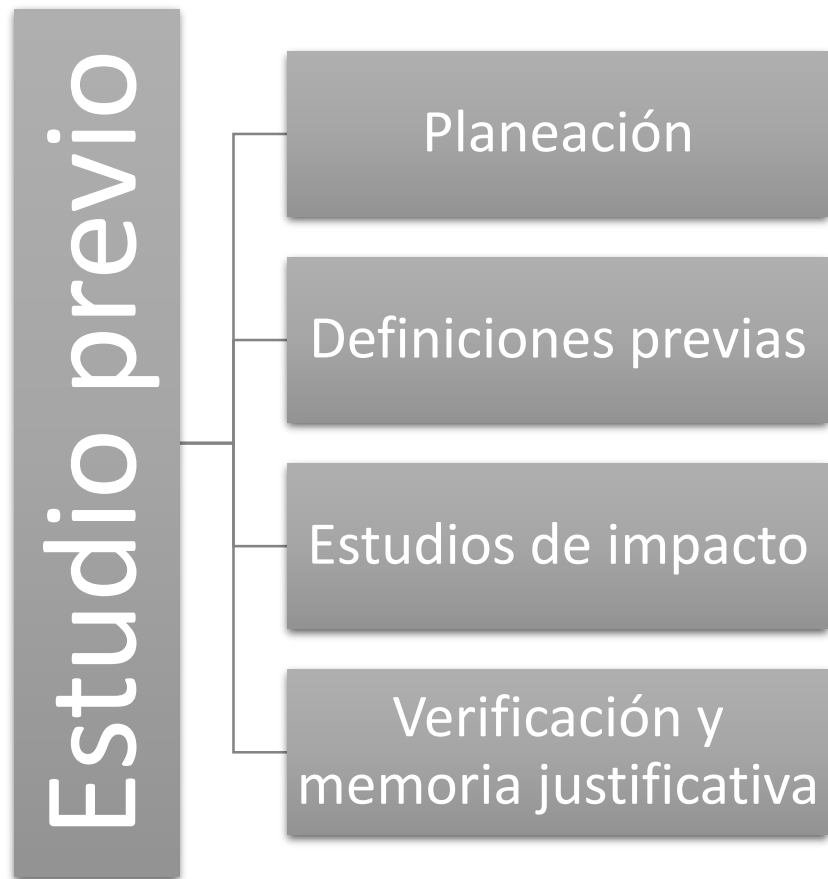 Estudio previo
Planeación
Definiciones previas
Estudios de impacto
Verificación y
memoria justificativa